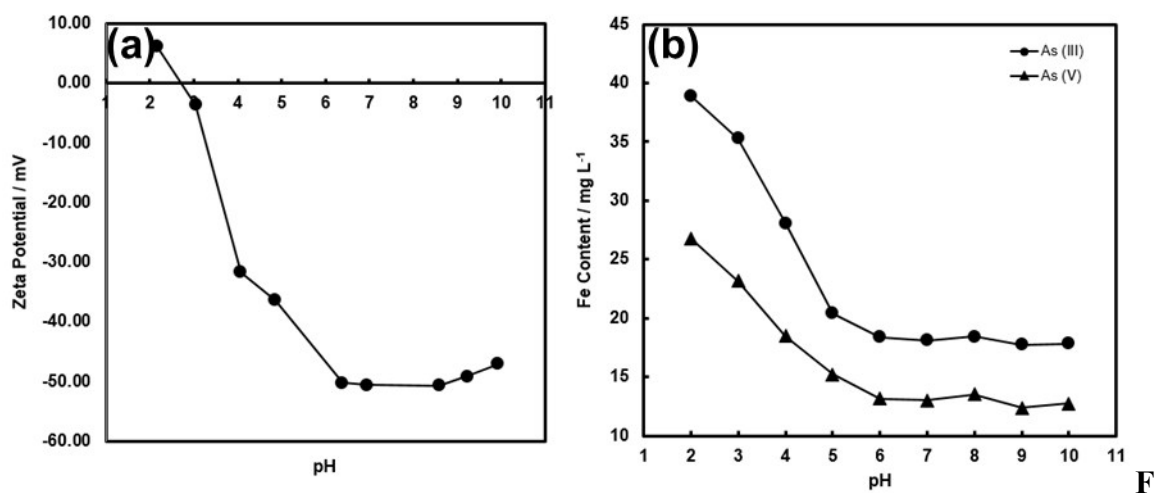 (a)
10.00
0.00
-10.00
-20.00
-30.00
-40.00
-50.00
-60.00
1 2 3 4 5 6 7 8 9 10 11
Zeta Potential / mV
pH
(b)
As (III)
As (V)
45
40
35
30
25
20
15
10
1 2 3 4 5 6 7 8 9 10 11
Fe Content / mg L⁻¹
pH
F